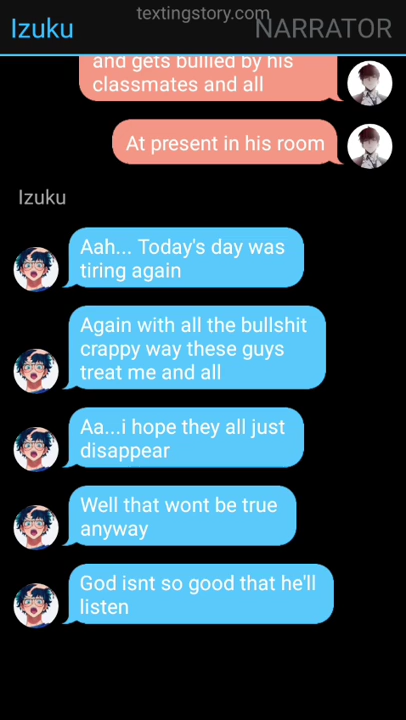 textingstory.com
Izuku
NARRATOR
and gets bullied by his
classmates and all
At present in his room
Izuku
Aah... Today's day was
tiring again
Again with all the bullshit
crappy way these guys
treat me and all
Aa...i hope they all just
disappear
Well that wont be true
anyway
God isnt so good that he'll
listen